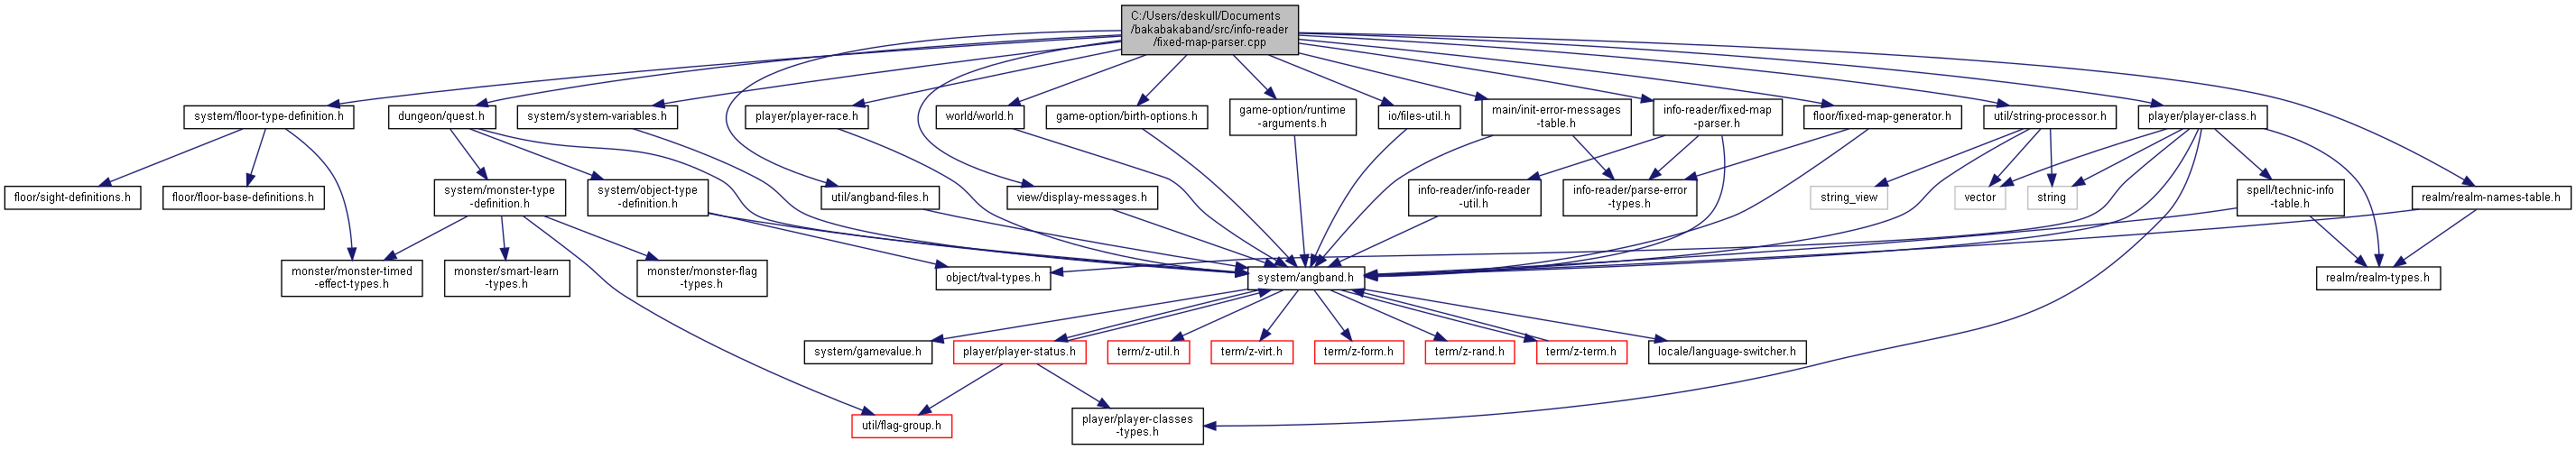 C:/Users/deskull/Documents
/bakabakaband/src/info-reader
/fixed-map-parser.cpp
system/floor-type-definition.h
dungeon/quest.h
system/system-variables.h
player/player-race.h
world/world.h
game-option/birth-options.h
game-option/runtime
-arguments.h
io/files-util.h
main/init-error-messages
-table.h
info-reader/fixed-map
-parser.h
floor/fixed-map-generator.h
util/string-processor.h
player/player-class.h
floor/sight-definitions.h
floor/floor-base-definitions.h
system/monster-type
-definition.h
system/object-type
-definition.h
util/angband-files.h
view/display-messages.h
info-reader/info-reader
-util.h
info-reader/parse-error
-types.h
string_view
vector
string
spell/technic-info
-table.h
realm/realm-names-table.h
monster/monster-timed
-effect-types.h
monster/smart-learn
-types.h
monster/monster-flag
-types.h
object/tval-types.h
system/angband.h
realm/realm-types.h
system/gamevalue.h
player/player-status.h
term/z-util.h
term/z-virt.h
term/z-form.h
term/z-rand.h
term/z-term.h
locale/language-switcher.h
util/flag-group.h
player/player-classes
-types.h